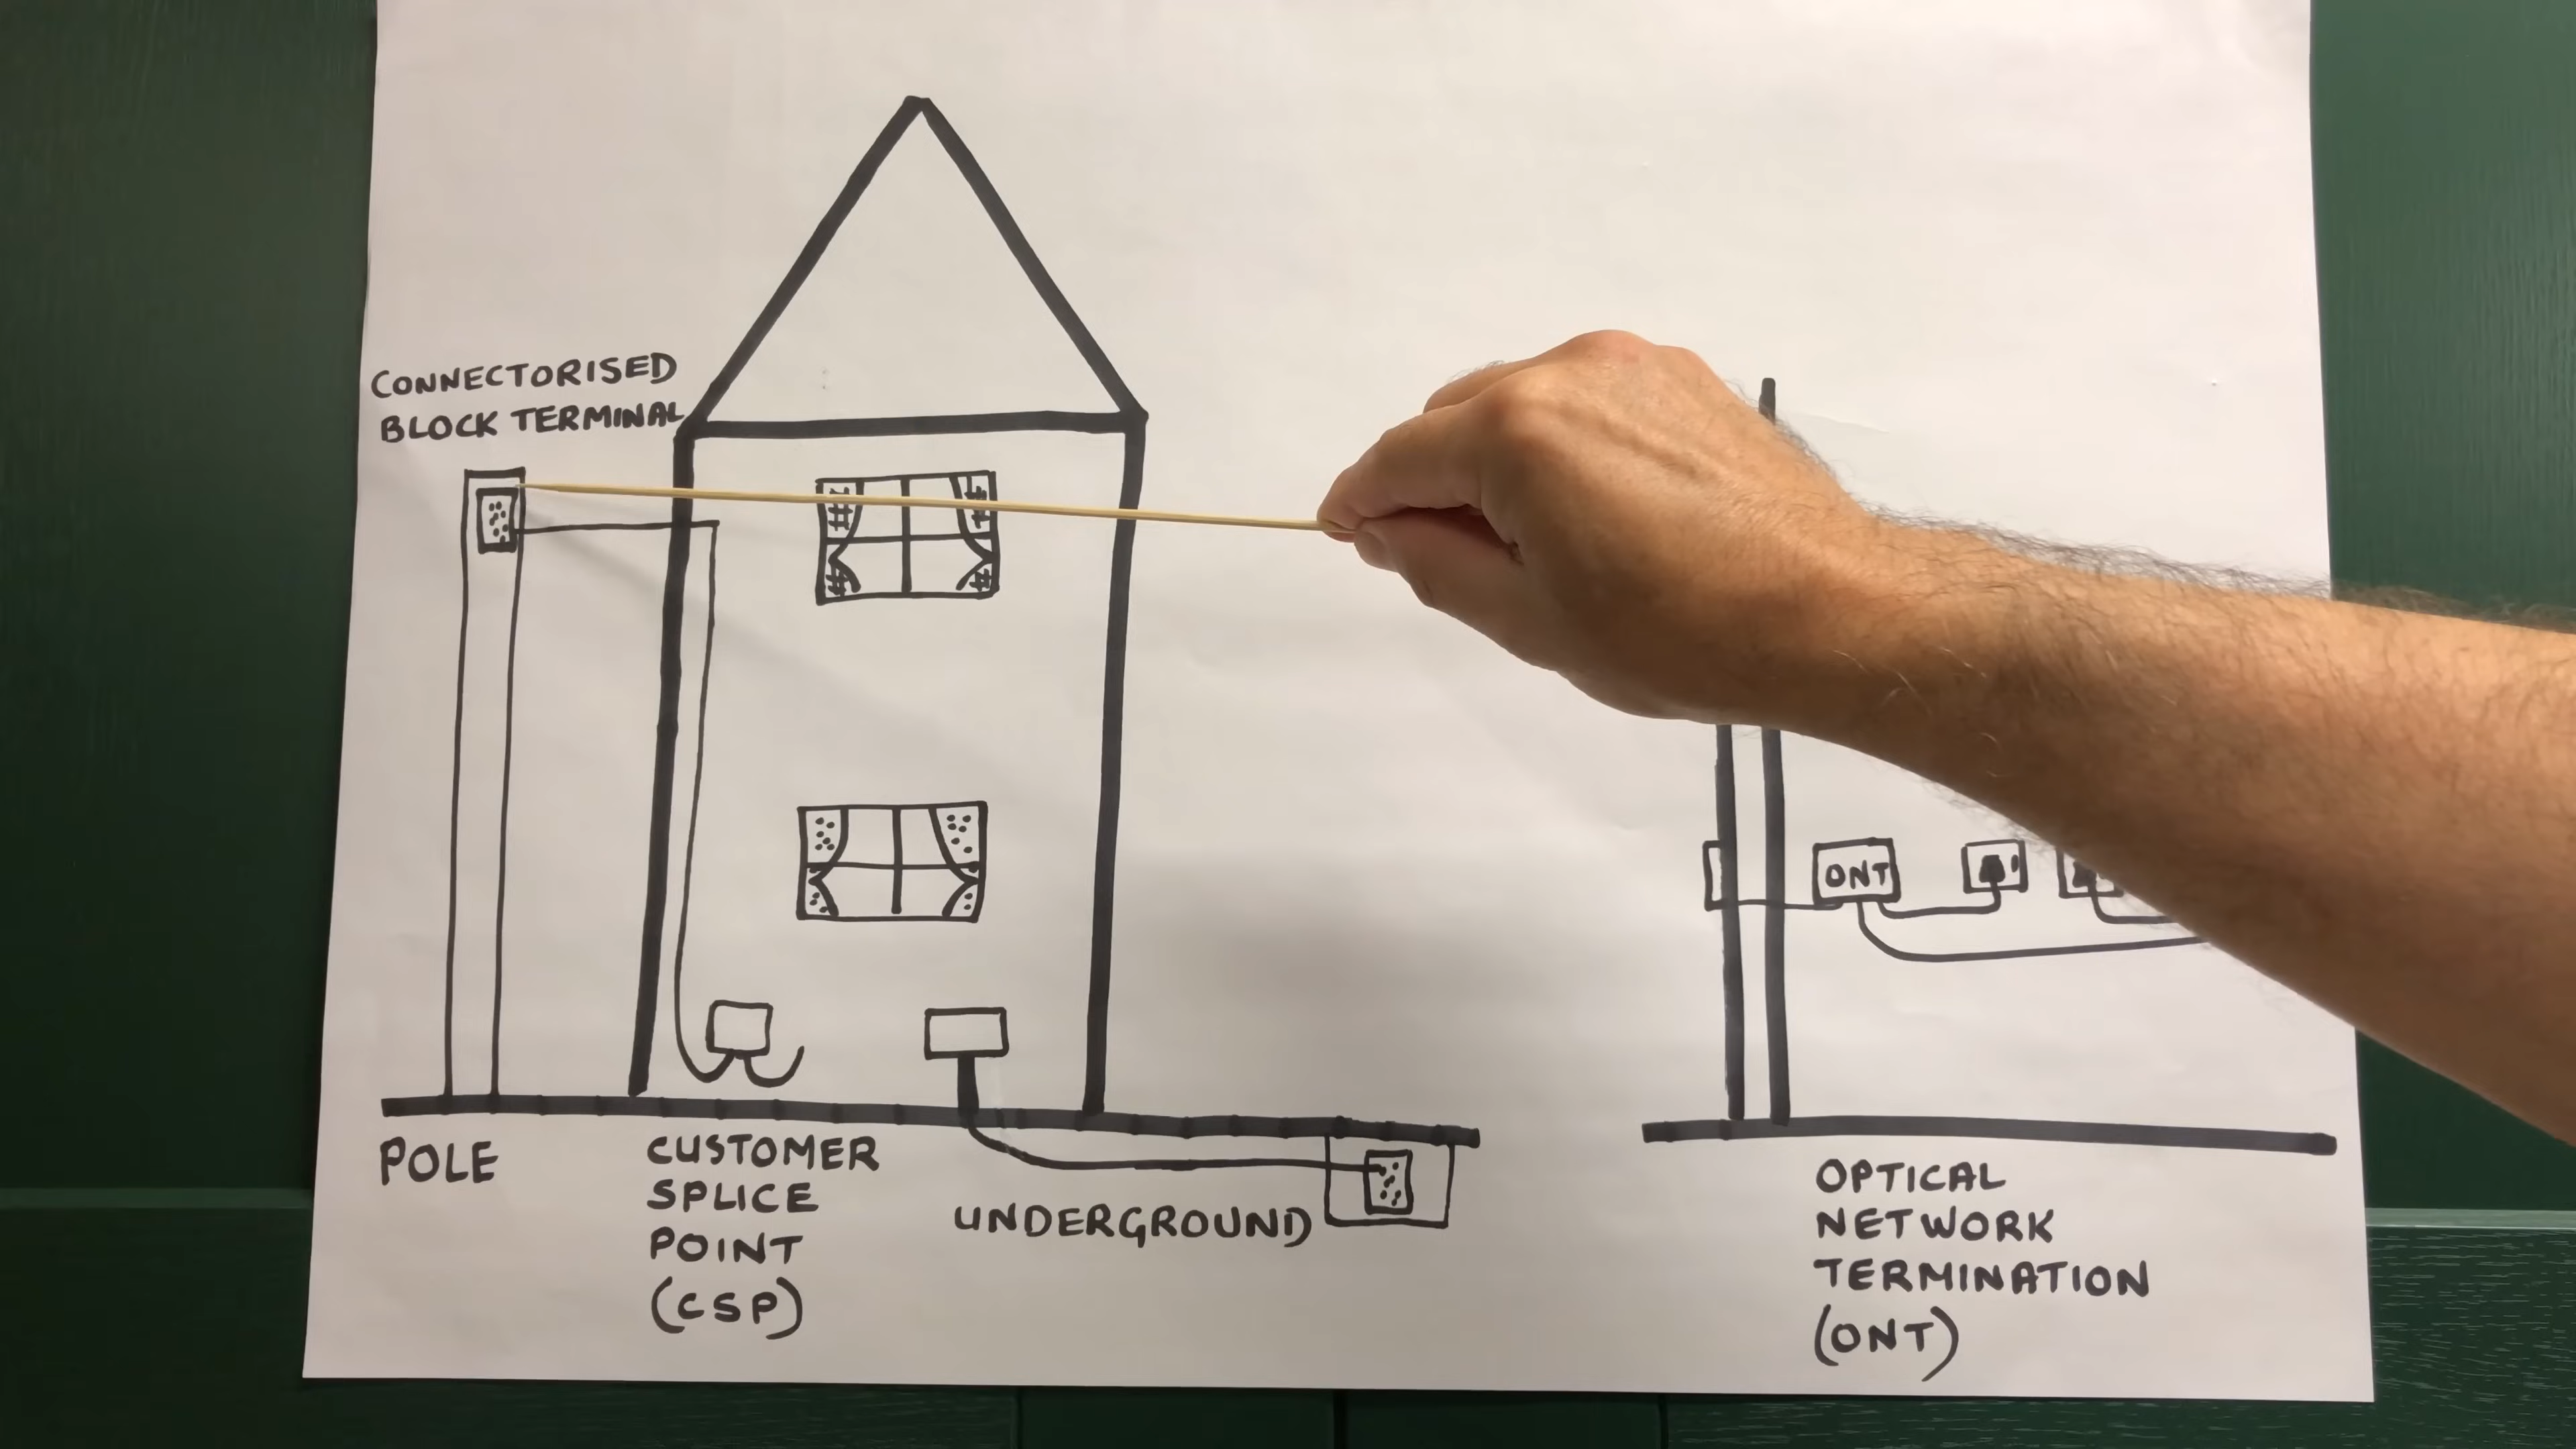 CONNECTORISED
BLOCK TERMINAL
ONT
POLE
CUSTOMER
SPLICE
POINT
(CSP)
UNDERGROUND
OPTICAL
NETWORK
TERMINATION
(ONT)